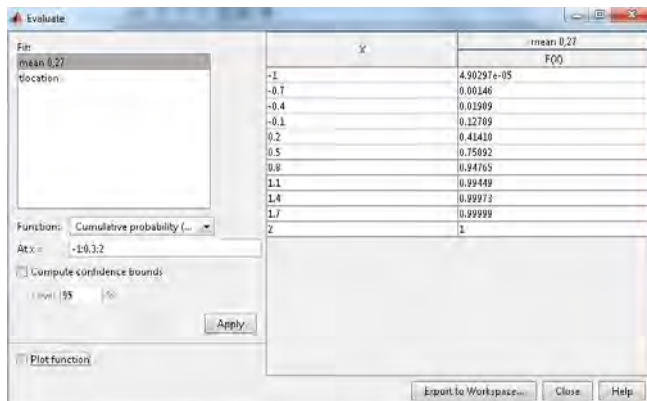 Evaluate
Fit:
mean 0,27
tlocation
Function: Cumulative probability (...
At x = -1:0.3:2
Compute confidence bounds
Level 95 %
Apply
Plot function
X mean 0,27
F(X)
-1 4.90297e-05
-0.7 0.00146
-0.4 0.01909
-0.1 0.12709
0.2 0.41410
0.5 0.75092
0.8 0.94765
1.1 0.99449
1.4 0.99973
1.7 0.99999
2 1
Export to Workspace... Close Help